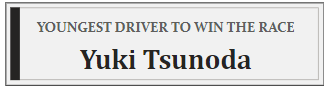 YOUNGEST DRIVER TO WIN THE RACE
Yuki Tsunoda